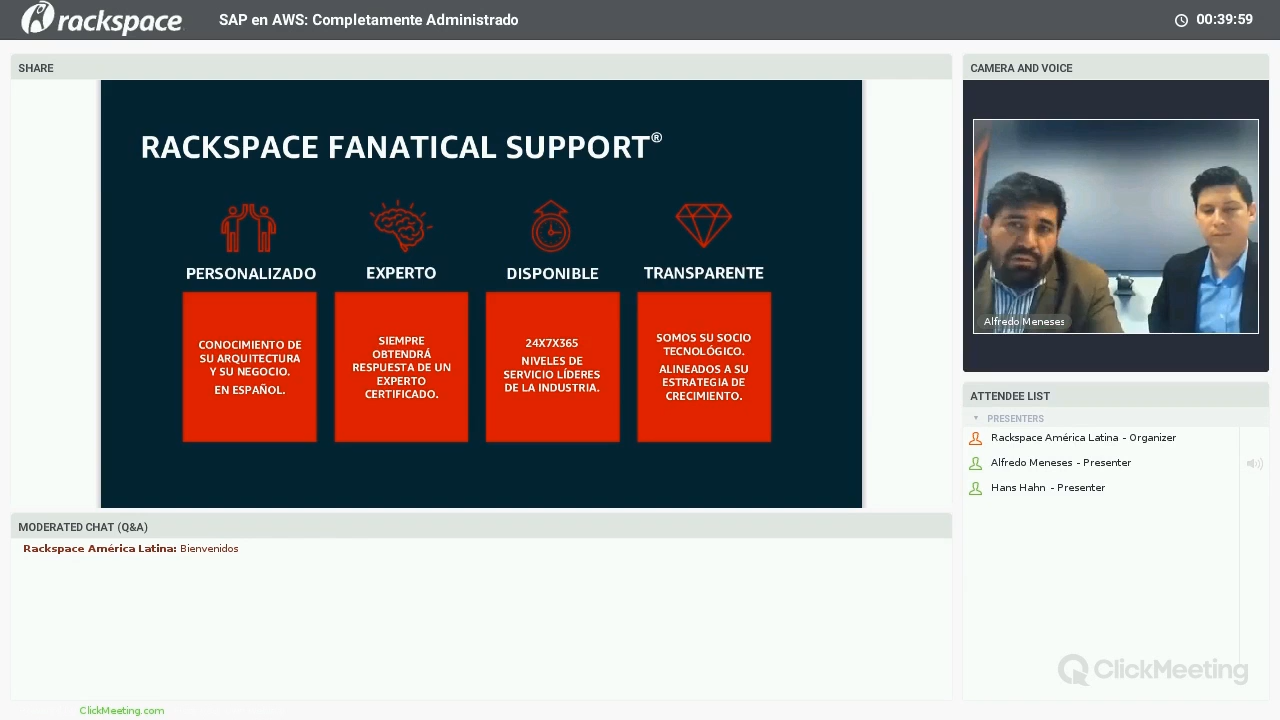 rackspace
SAP en AWS: Completamente Administrado
00:39:59
SHARE
RACKSPACE FANATICAL SUPPORT®
PERSONALIZADO
EXPERTO
DISPONIBLE
TRANSPARENTE
CONOCIMIENTO DE
SU ARQUITECTURA
Y SU NEGOCIO.
EN ESPAÑOL.
SIEMPRE
OBTENDRÁ
RESPUESTA DE UN
EXPERTO
CERTIFICADO.
24X7X365
NIVELES DE
SERVICIO LÍDERES
DE LA INDUSTRIA.
SOMOS SU SOCIO
TECNOLÓGICO.
ALINEADOS A SU
ESTRATEGIA DE
CRECIMIENTO.
MODERATED CHAT (Q&A)
Rackspace América Latina: Bienvenidos
ClickMeeting.com
CAMERA AND VOICE
Alfredo Meneses
ATTENDEE LIST
PRESENTERS
Rackspace América Latina - Organizer
Alfredo Meneses - Presenter
Hans Hahn - Presenter
ClickMeeting